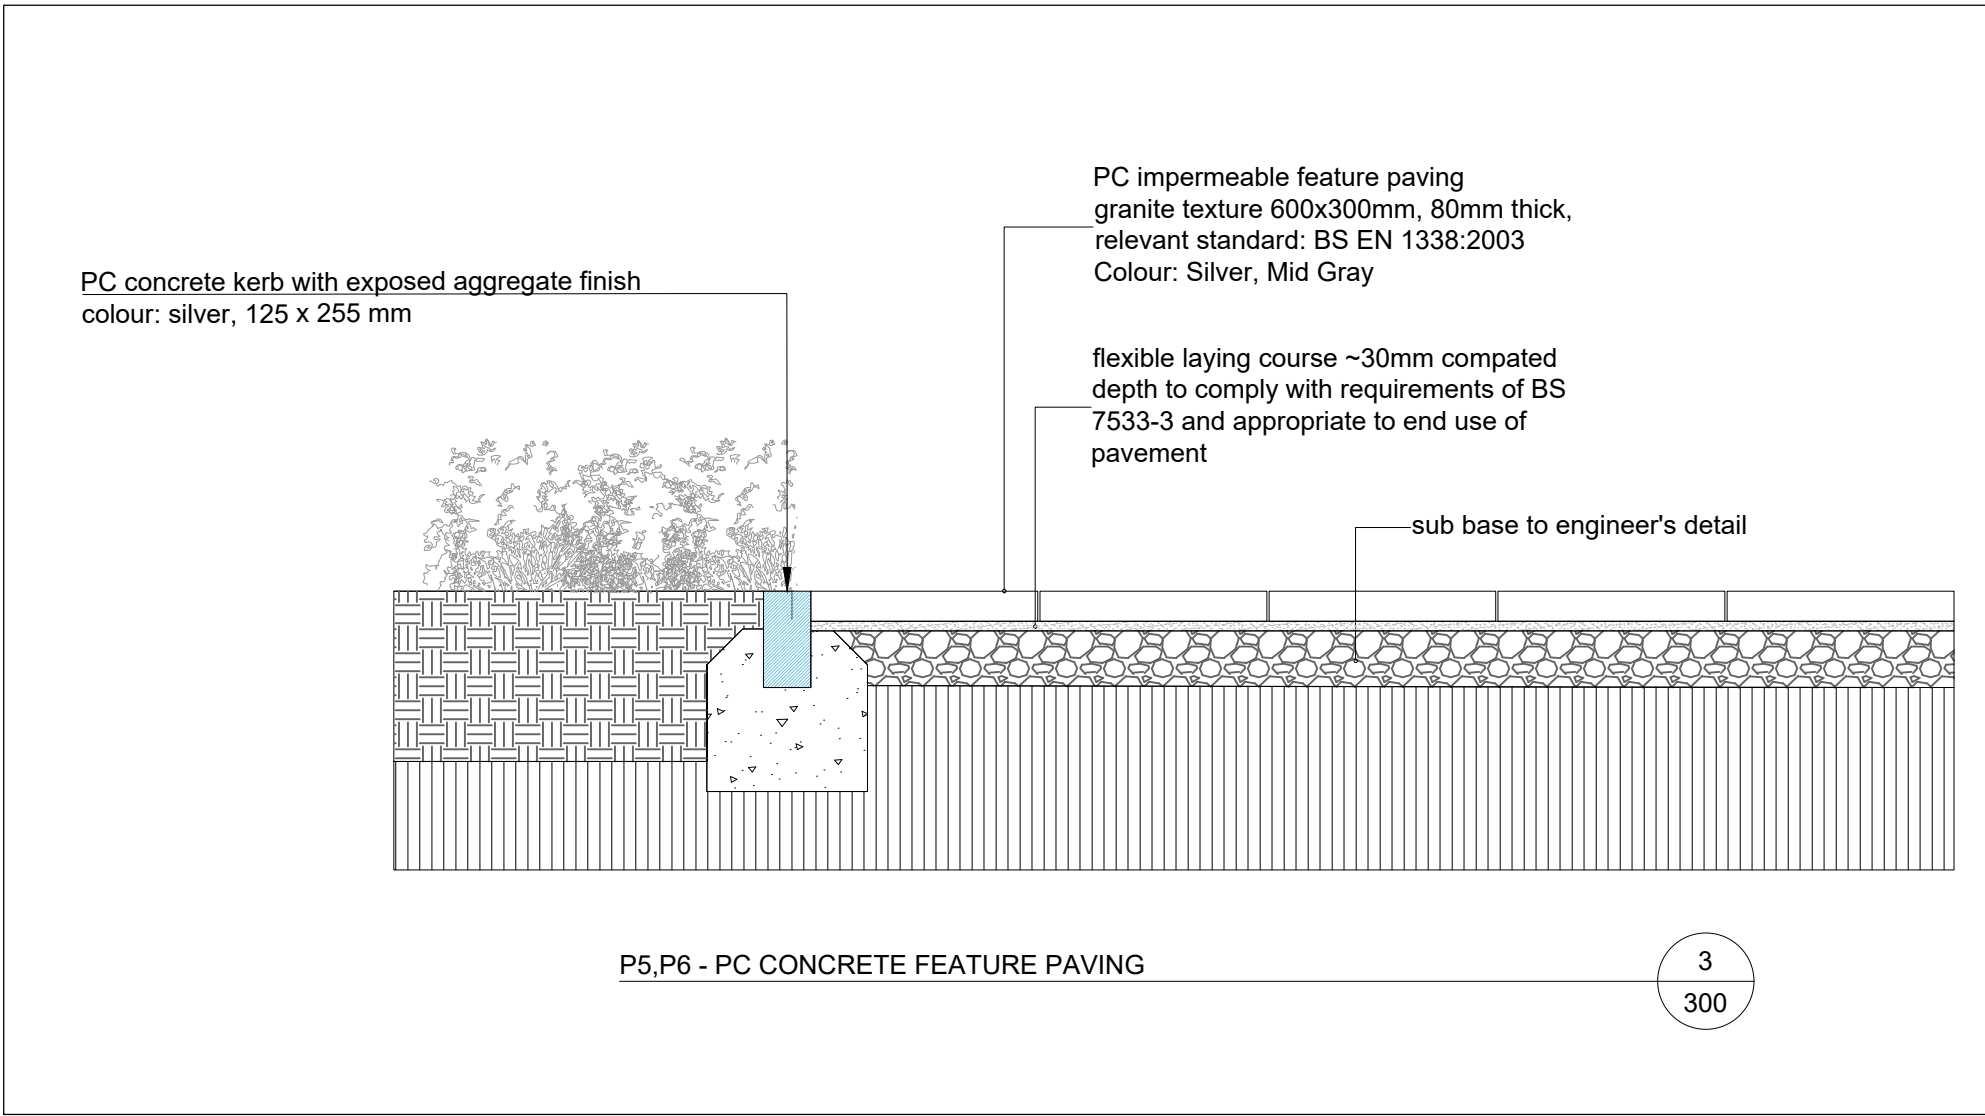 PC impermeable feature paving
granite texture 600x300mm, 80mm thick,
relevant standard: BS EN 1338:2003
Colour: Silver, Mid Gray
PC concrete kerb with exposed aggregate finish
colour: silver, 125 x 255 mm
flexible laying course ~30mm compated
depth to comply with requirements of BS
7533-3 and appropriate to end use of
pavement
sub base to engineer's detail
P5,P6 - PC CONCRETE FEATURE PAVING
3
300